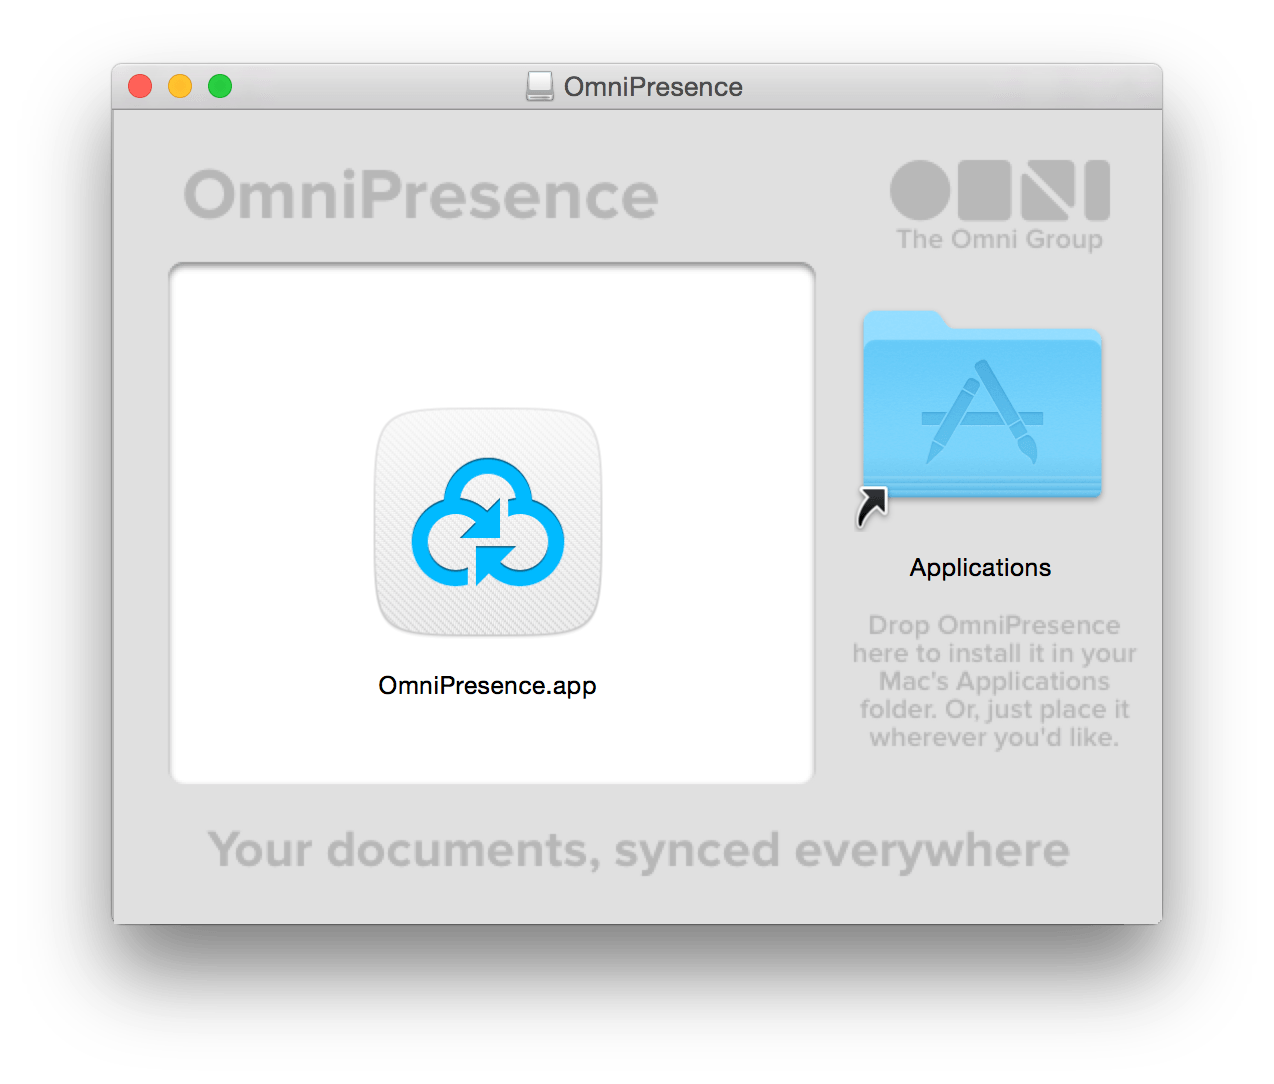 OmniPresence
OmniPresence
The Omni Group
OmniPresence.app
Applications
Drop OmniPresence
here to install it in your
Mac's Applications
folder. Or, just place it
wherever you'd like.
Your documents, synced everywhere